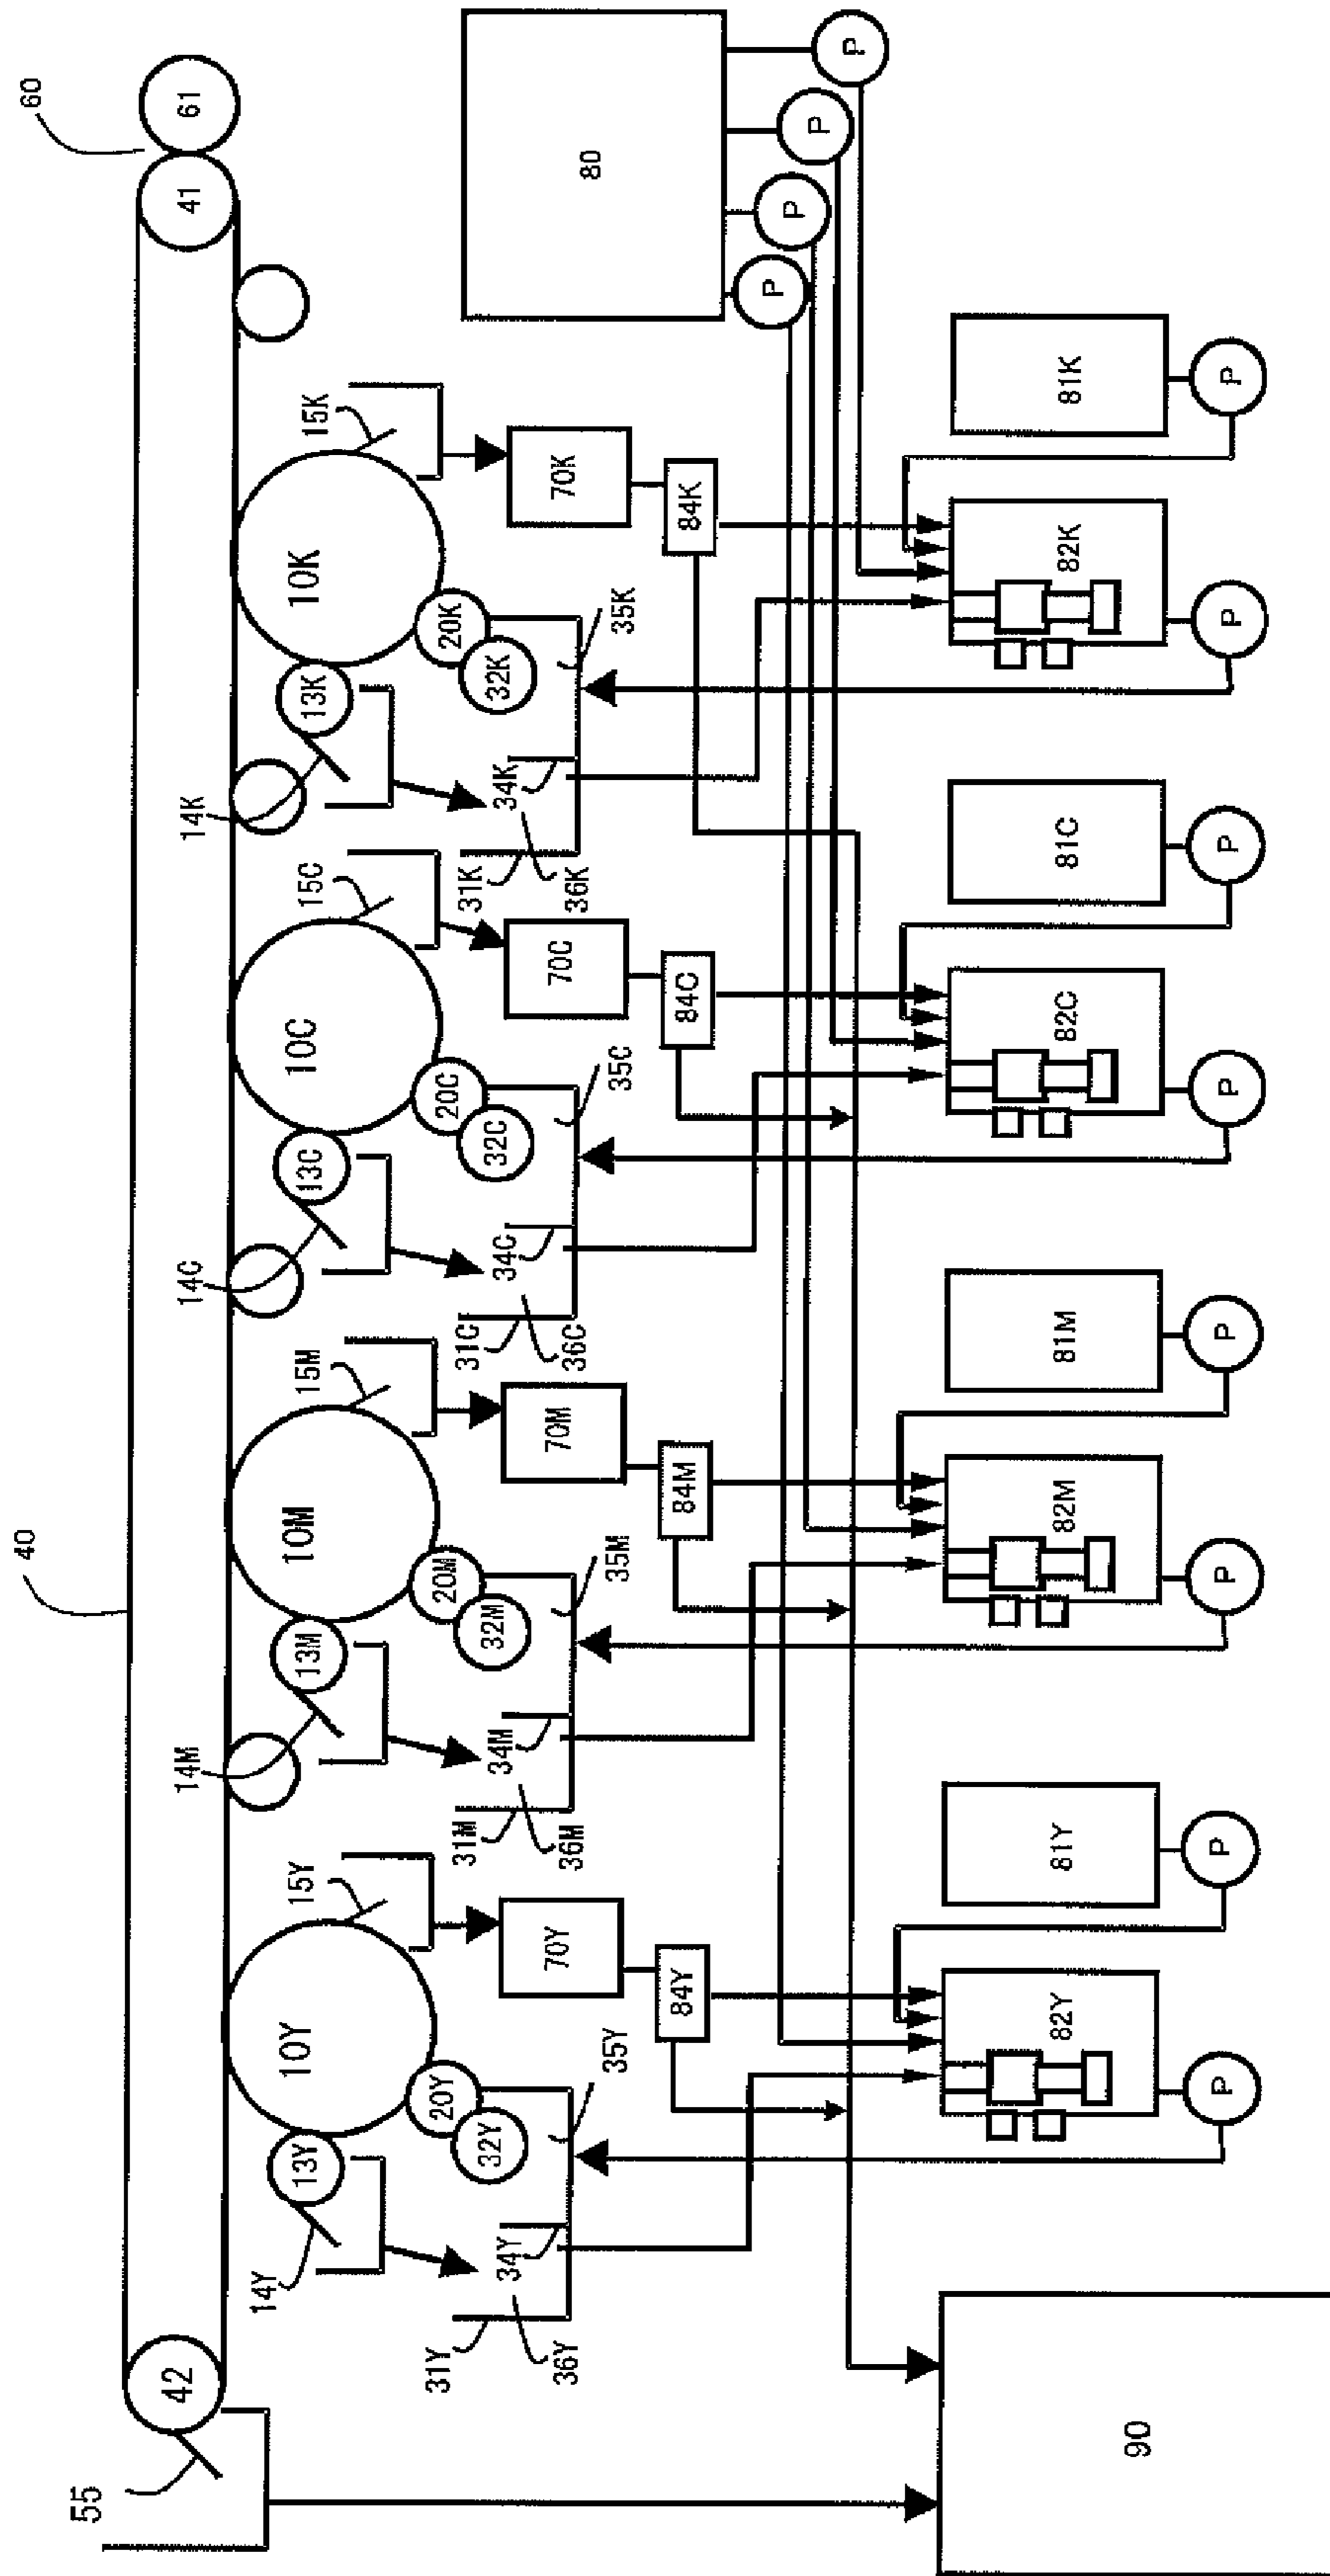 40
60
41
61
42
55
14Y
13Y
10Y
15Y
20Y
32Y
31Y
34Y
35Y
36Y
70Y
84Y
14M
13M
10M
15M
20M
32M
31M
34M
35M
36M
70M
84M
14C
13C
10C
15C
20C
32C
31C
34C
35C
36C
70C
84C
14K
13K
10K
15K
20K
32K
31K
34K
35K
36K
70K
84K
80
P
P
P
P
90
82Y
81Y
P
P
82M
81M
P
P
82C
81C
P
P
82K
81K
P
P